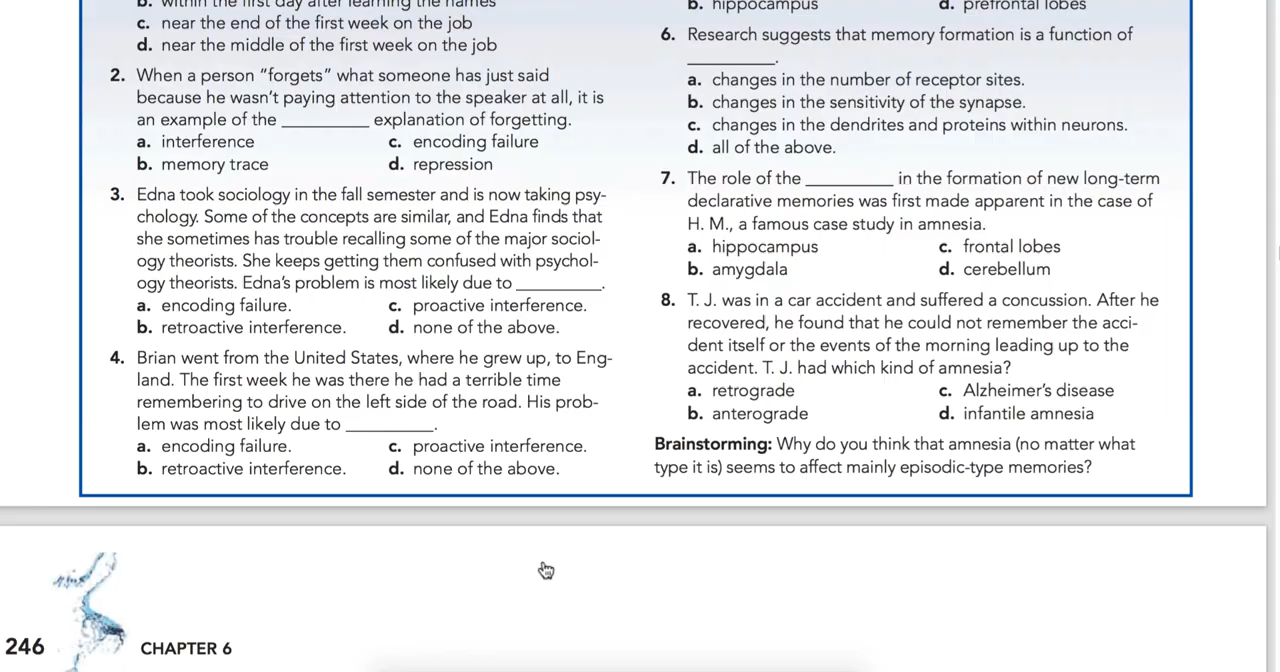 b. within the first day after learning the names
c. near the end of the first week on the job
d. near the middle of the first week on the job
2. When a person “forgets” what someone has just said
because he wasn’t paying attention to the speaker at all, it is
an example of the __________ explanation of forgetting.
a. interference c. encoding failure
b. memory trace d. repression
3. Edna took sociology in the fall semester and is now taking psy-
chology. Some of the concepts are similar, and Edna finds that
she sometimes has trouble recalling some of the major sociol-
ogy theorists. She keeps getting them confused with psychol-
ogy theorists. Edna’s problem is most likely due to __________.
a. encoding failure. c. proactive interference.
b. retroactive interference. d. none of the above.
4. Brian went from the United States, where he grew up, to Eng-
land. The first week he was there he had a terrible time
remembering to drive on the left side of the road. His prob-
lem was most likely due to __________.
a. encoding failure. c. proactive interference.
b. retroactive interference. d. none of the above.
b. hippocampus d. prefrontal lobes
6. Research suggests that memory formation is a function of
__________.
a. changes in the number of receptor sites.
b. changes in the sensitivity of the synapse.
c. changes in the dendrites and proteins within neurons.
d. all of the above.
7. The role of the __________ in the formation of new long-term
declarative memories was first made apparent in the case of
H. M., a famous case study in amnesia.
a. hippocampus c. frontal lobes
b. amygdala d. cerebellum
8. T. J. was in a car accident and suffered a concussion. After he
recovered, he found that he could not remember the acci-
dent itself or the events of the morning leading up to the
accident. T. J. had which kind of amnesia?
a. retrograde c. Alzheimer’s disease
b. anterograde d. infantile amnesia
Brainstorming: Why do you think that amnesia (no matter what
type it is) seems to affect mainly episodic-type memories?
246 CHAPTER 6